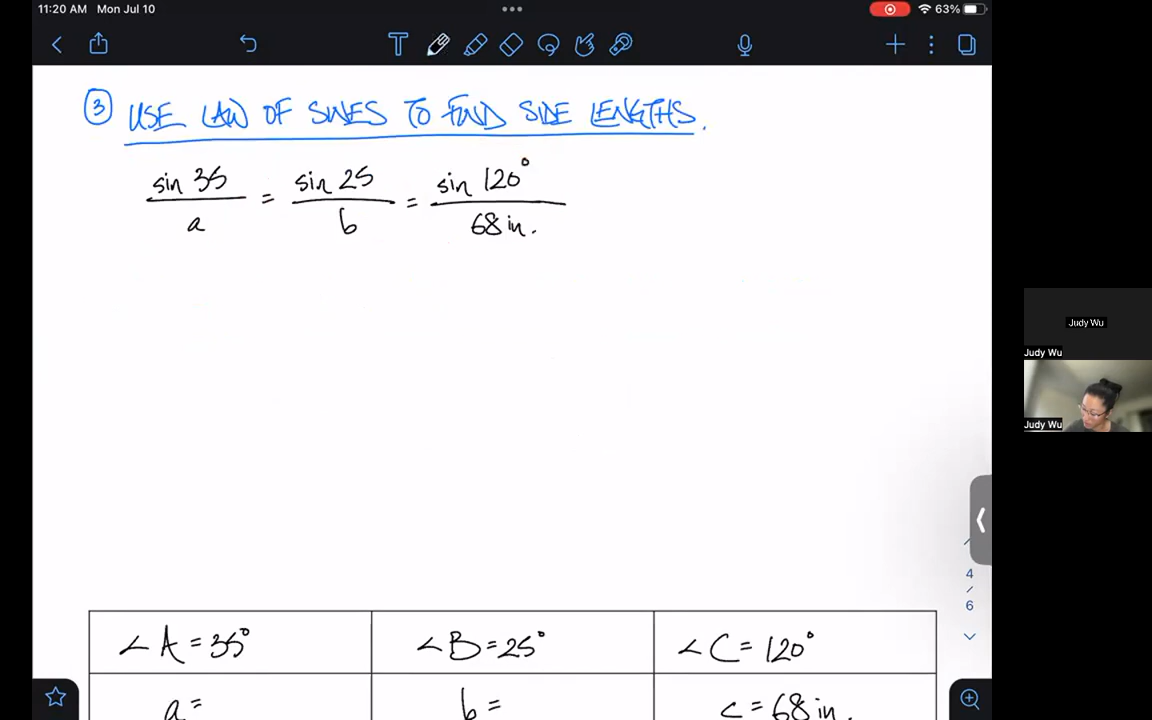 11:20 AM Mon Jul 10
63%
③ USE LAW OF SINES TO FIND SIDE LENGTHS.
sin 35 / a = sin 25 / b = sin 120° / 68 in.
Judy Wu
Judy Wu
Judy Wu
4
/
6
∠A = 35° ∠B = 25° ∠C = 120°
a = b = c = 68 in.